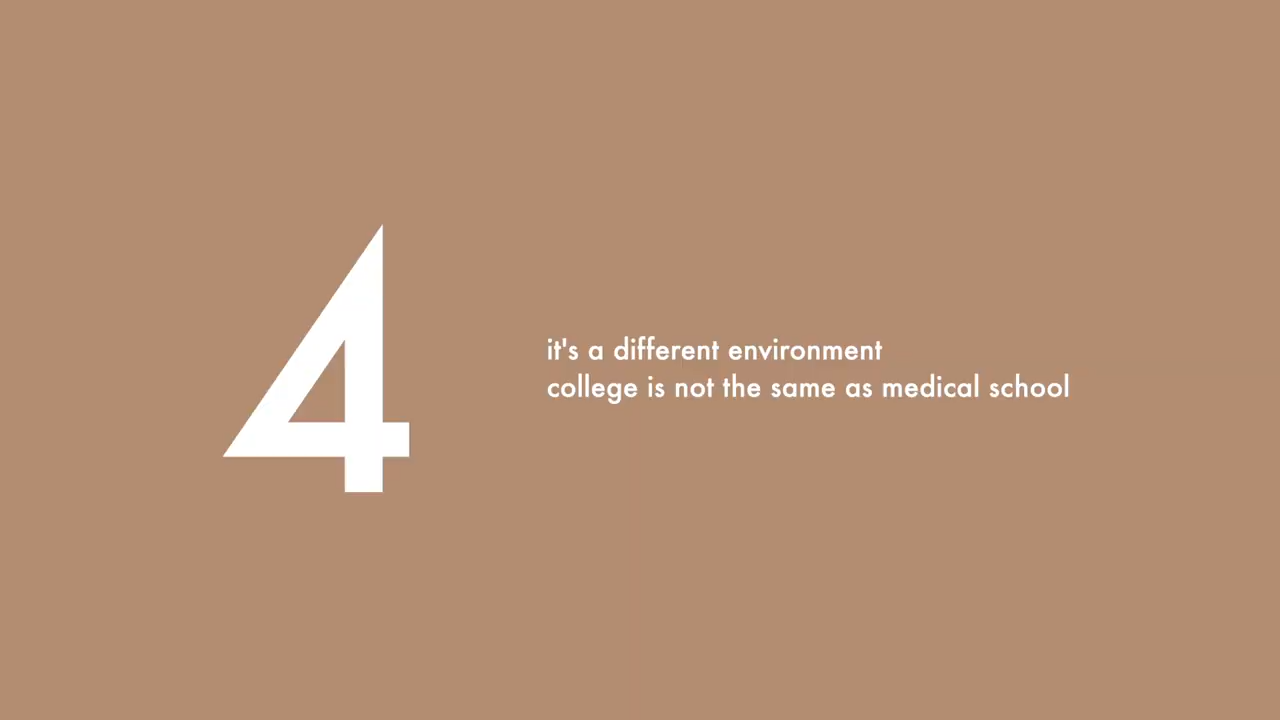 4
it's a different environment
college is not the same as medical school